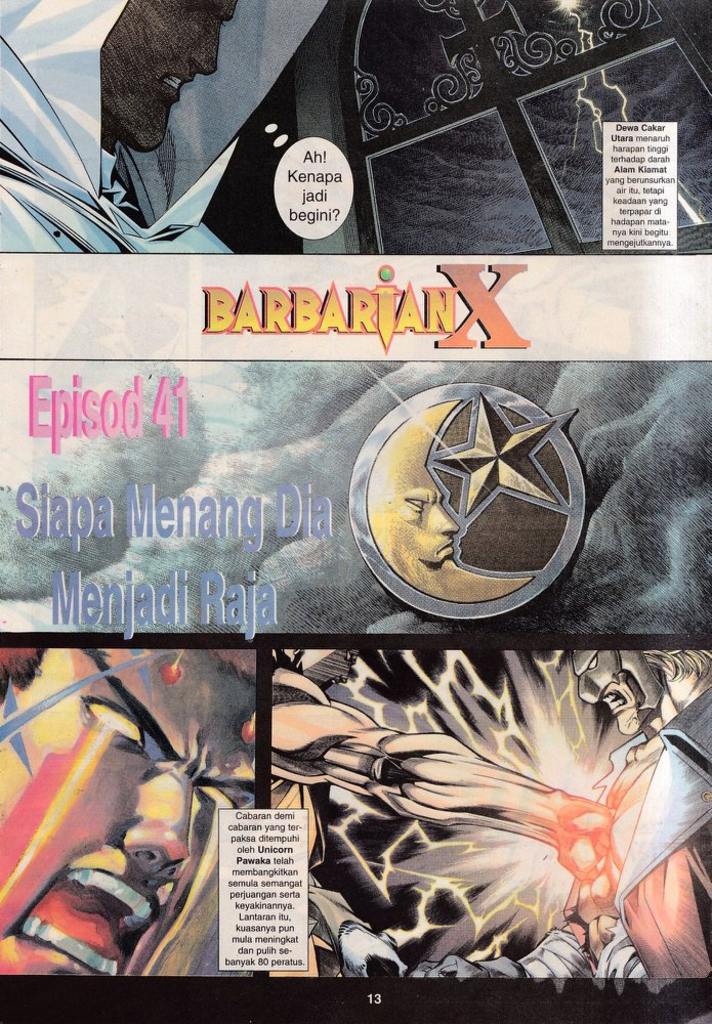 Ah!
Kenapa
jadi
begini?
Dewa Cakar
Utara menaruh
harapan tinggi
terhadap darah
Alam Kiamat
yang berunsurkan
air itu, tetapi
keadaan yang
terpapar di
hadapan mata-
nya kini begitu
mengejutkannya.
BARBARIAN X
Episod 41
Siapa Menang Dia
Menjadi Raja
Cabaran demi
cabaran yang ter-
paksa ditempuhi
oleh Unicorn
Pawaka telah
membangkitkan
semula semangat
perjuangan serta
keyakinannya.
Lantaran itu,
kuasanya pun
mula meningkat
dan pulih se-
banyak 80 peratus.
13